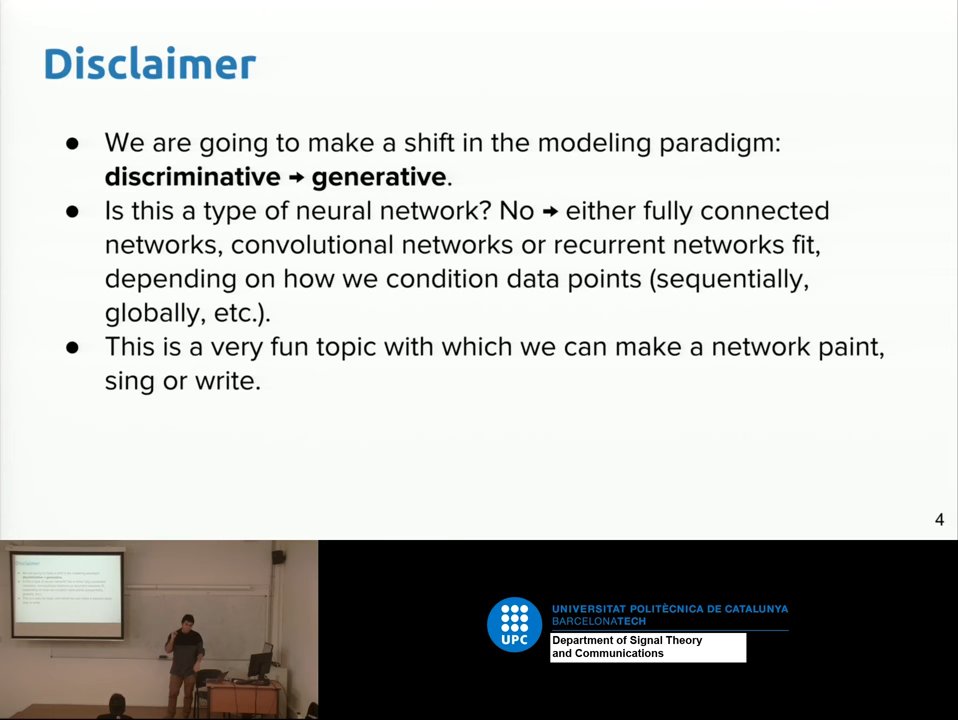 Disclaimer
● We are going to make a shift in the modeling paradigm:
discriminative → generative.
● Is this a type of neural network? No → either fully connected
networks, convolutional networks or recurrent networks fit,
depending on how we condition data points (sequentially,
globally, etc.).
● This is a very fun topic with which we can make a network paint,
sing or write.
4
Disclaimer
UPC
UNIVERSITAT POLITÈCNICA DE CATALUNYA
BARCELONATECH
Department of Signal Theory
and Communications